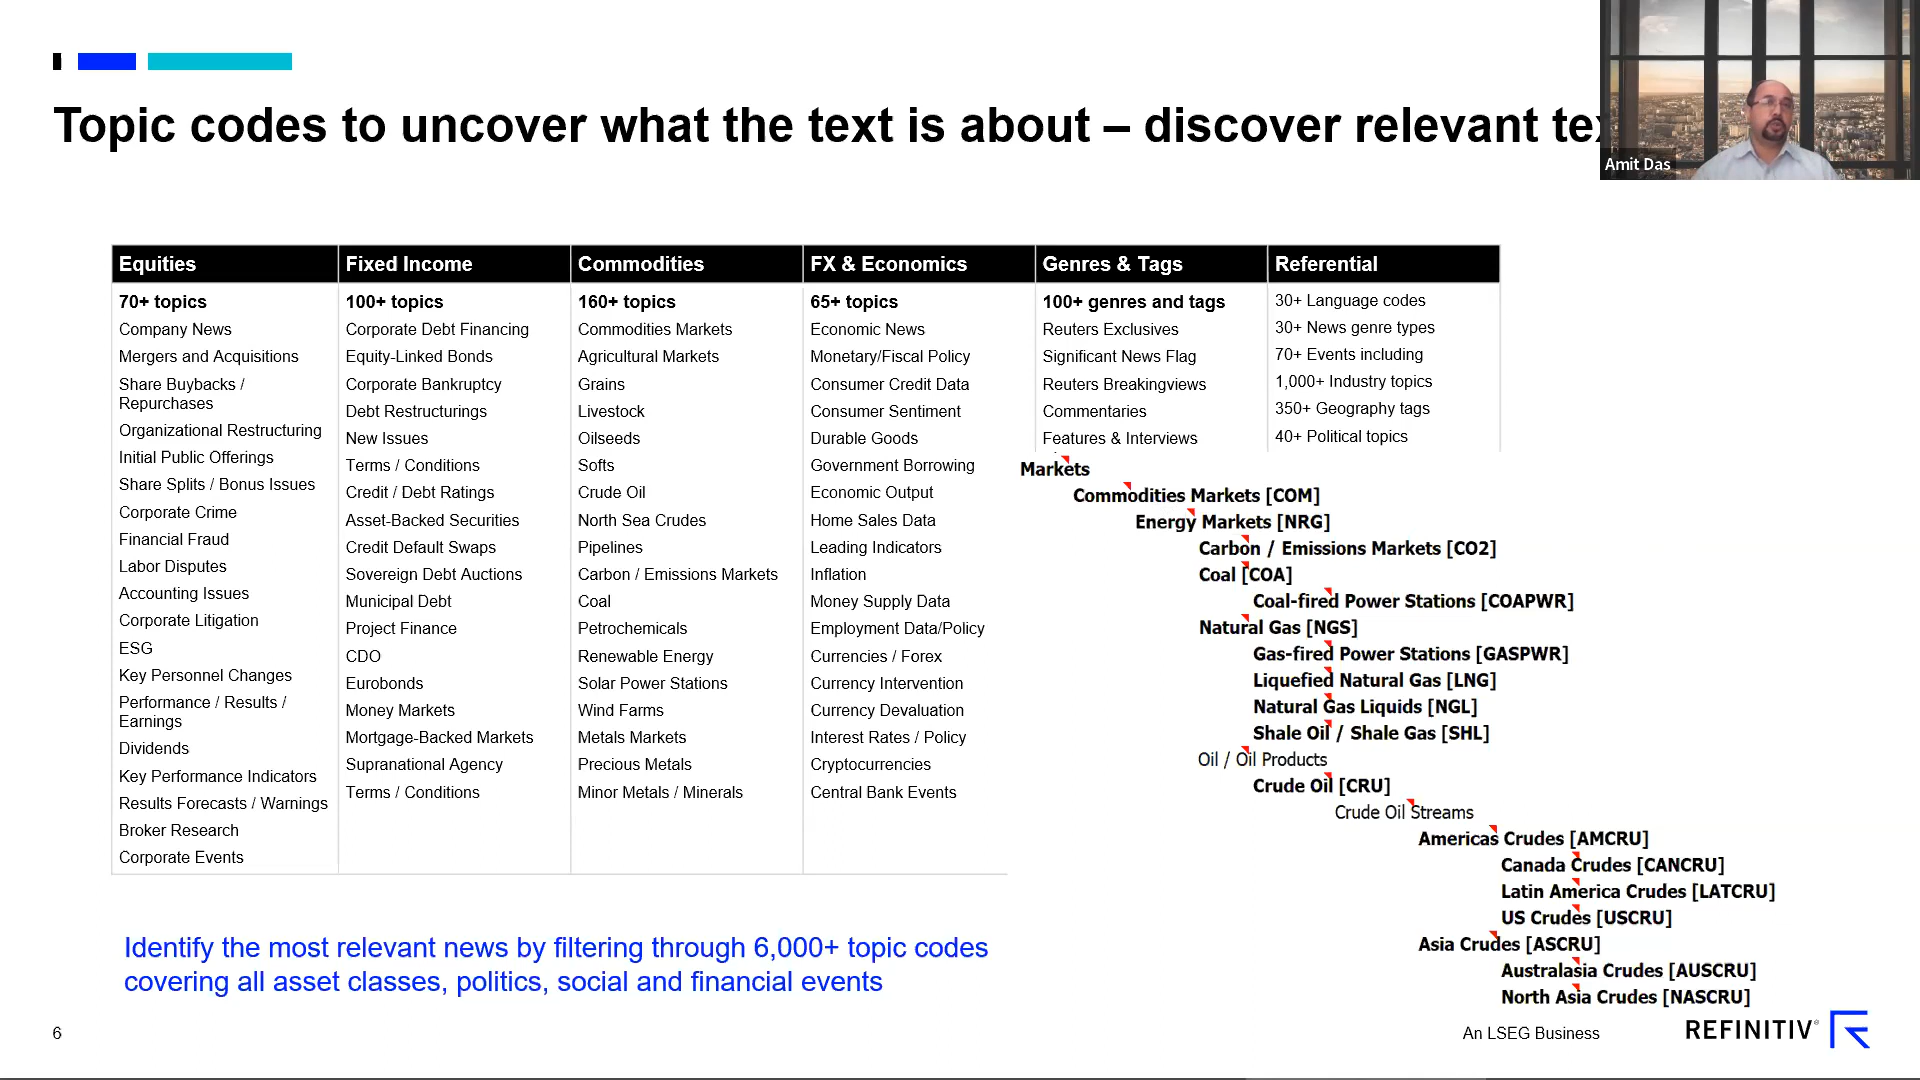 Topic codes to uncover what the text is about – discover relevant
Amit Das
Equities
70+ topics
Company News
Mergers and Acquisitions
Share Buybacks /
Repurchases
Organizational Restructuring
Initial Public Offerings
Share Splits / Bonus Issues
Corporate Crime
Financial Fraud
Labor Disputes
Accounting Issues
Corporate Litigation
ESG
Key Personnel Changes
Performance / Results /
Earnings
Dividends
Key Performance Indicators
Results Forecasts / Warnings
Broker Research
Corporate Events
Fixed Income
100+ topics
Corporate Debt Financing
Equity-Linked Bonds
Corporate Bankruptcy
Debt Restructurings
New Issues
Terms / Conditions
Credit / Debt Ratings
Asset-Backed Securities
Credit Default Swaps
Sovereign Debt Auctions
Municipal Debt
Project Finance
CDO
Eurobonds
Money Markets
Mortgage-Backed Markets
Supranational Agency
Terms / Conditions
Commodities
160+ topics
Commodities Markets
Agricultural Markets
Grains
Livestock
Oilseeds
Softs
Crude Oil
North Sea Crudes
Pipelines
Carbon / Emissions Markets
Coal
Petrochemicals
Renewable Energy
Solar Power Stations
Wind Farms
Metals Markets
Precious Metals
Minor Metals / Minerals
FX & Economics
65+ topics
Economic News
Monetary/Fiscal Policy
Consumer Credit Data
Consumer Sentiment
Durable Goods
Government Borrowing
Economic Output
Home Sales Data
Leading Indicators
Inflation
Money Supply Data
Employment Data/Policy
Currencies / Forex
Currency Intervention
Currency Devaluation
Interest Rates / Policy
Cryptocurrencies
Central Bank Events
Genres & Tags
100+ genres and tags
Reuters Exclusives
Significant News Flag
Reuters Breakingviews
Commentaries
Features & Interviews
Referential
30+ Language codes
30+ News genre types
70+ Events including
1,000+ Industry topics
350+ Geography tags
40+ Political topics
Markets
Commodities Markets [COM]
Energy Markets [NRG]
Carbon / Emissions Markets [CO2]
Coal [COA]
Coal-fired Power Stations [COAPWR]
Natural Gas [NGS]
Gas-fired Power Stations [GASPWR]
Liquefied Natural Gas [LNG]
Natural Gas Liquids [NGL]
Shale Oil / Shale Gas [SHL]
Oil / Oil Products
Crude Oil [CRU]
Crude Oil Streams
Americas Crudes [AMCRU]
Canada Crudes [CANCRU]
Latin America Crudes [LATCRU]
US Crudes [USCRU]
Asia Crudes [ASCRU]
Australasia Crudes [AUSCRU]
North Asia Crudes [NASCRU]
Identify the most relevant news by filtering through 6,000+ topic codes
covering all asset classes, politics, social and financial events
6
An LSEG Business
REFINITIV